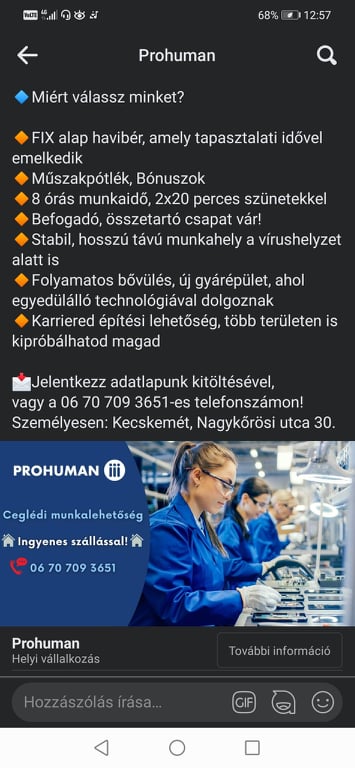 VoLTE 4G 68% 12:57
Prohuman
Miért válassz minket?
FIX alap havibér, amely tapasztalati idővel
emelkedik
Műszakpótlék, Bónuszok
8 órás munkaidő, 2x20 perces szünetekkel
Befogadó, összetartó csapat vár!
Stabil, hosszú távú munkahely a vírushelyzet
alatt is
Folyamatos bővülés, új gyárépület, ahol
egyedülálló technológiával dolgoznak
Karriered építési lehetőség, több területen is
kipróbálhatod magad
Jelentkezz adatlapunk kitöltésével,
vagy a 06 70 709 3651-es telefonszámon!
Személyesen: Kecskemét, Nagykőrösi utca 30.
PROHUMAN
Ceglédi munkalehetőség
Ingyenes szállással!
06 70 709 3651
Prohuman
Helyi vállalkozás
További információ
Hozzászólás írása...
GIF